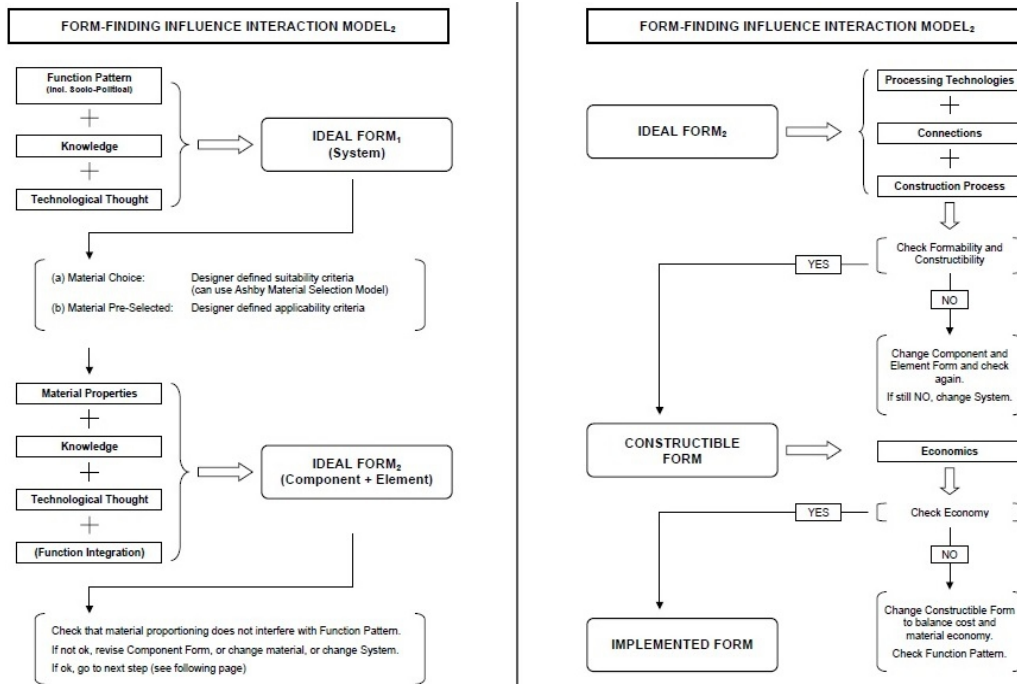 FORM-FINDING INFLUENCE INTERACTION MODEL₂
Function Pattern
(Incl. Socio-Political)
+
Knowledge
+
Technological Thought
IDEAL FORM₁
(System)
(a) Material Choice: Designer defined suitability criteria
(can use Ashby Material Selection Model)
(b) Material Pre-Selected: Designer defined applicability criteria
Material Properties
+
Knowledge
+
Technological Thought
+
(Function Integration)
IDEAL FORM₂
(Component + Element)
Check that material proportioning does not interfere with Function Pattern.
If not ok, revise Component Form, or change material, or change System.
If ok, go to next step (see following page)
FORM-FINDING INFLUENCE INTERACTION MODEL₂
IDEAL FORM₂
Processing Technologies
+
Connections
+
Construction Process
Check Formability and
Constructibility
YES
NO
Change Component and
Element Form and check
again.
If still NO, change System.
CONSTRUCTIBLE
FORM
Economics
Check Economy
YES
NO
Change Constructible Form
to balance cost and
material economy.
Check Function Pattern.
IMPLEMENTED FORM